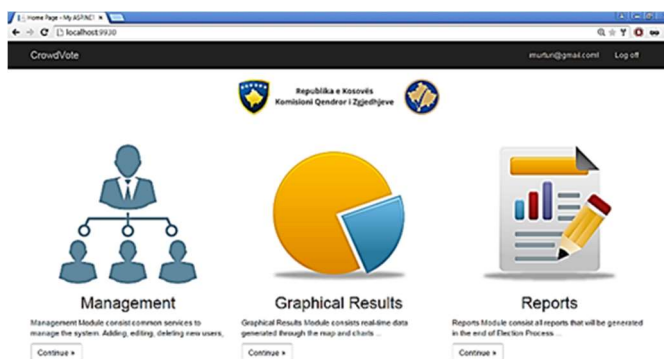 Home Page - My ASP.NET
localhost:9930
CrowdVote
imurturi@gmail.com! Log off
Republika e Kosovës
Komisioni Qendror i Zgjedhjeve
Management
Management Module consist common services to
manage the system. Adding, editing, deleting new users,
Continue »
Graphical Results
Graphical Results Module consists real-time data
generated through the map and charts ...
Continue »
Reports
Reports Module consist all reports that will be generated
in the end of Election Process...
Continue »